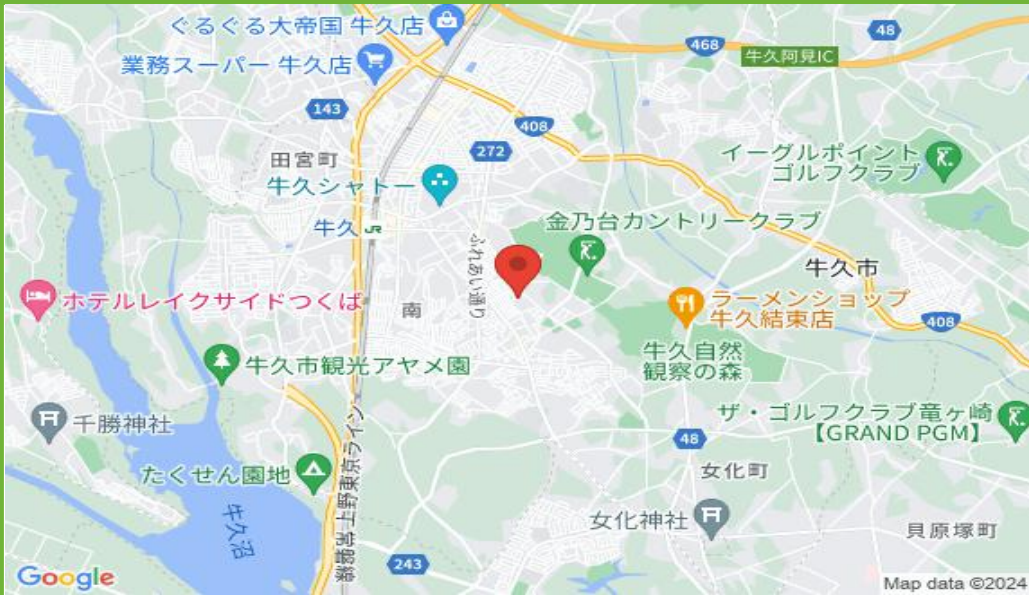 ぐるぐる大帝国 牛久店
業務スーパー 牛久店
468
48
牛久阿見IC
143
408
272
田宮町
牛久シャトー
イーグルポイント
ゴルフクラブ
牛久
JR
ふれあい通り
金乃台カントリークラブ
牛久市
ホテルレイクサイドつくば
南
ラーメンショップ
牛久結束店
408
牛久市観光アヤメ園
牛久自然
観察の森
千勝神社
ザ・ゴルフクラブ竜ヶ崎
【GRAND PGM】
48
たくせん園地
上野東京ライン
女化町
牛久沼
女化神社
貝原塚町
243
Google
Map data ©2024